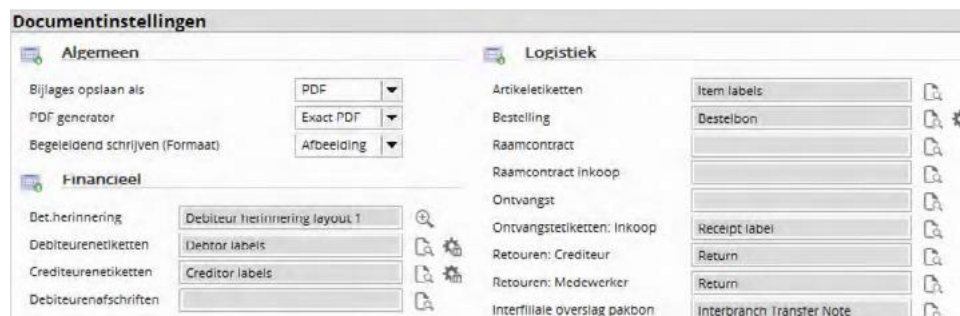 Documentinstellingen
Algemeen
Bijlages opslaan als PDF
PDF generator Exact PDF
Begeleidend schrijven (Formaat) Afbeelding
Financieel
Bet.herinnering Debiteur herinnering layout 1
Debiteurenetiketten Debtor labels
Crediteurenetiketten Creditor labels
Debiteurenafschriften
Logistiek
Artikeletiketten Item labels
Bestelling Bestelbon
Raamcontract
Raamcontract inkoop
Ontvangst
Ontvangstetiketten: Inkoop Receipt label
Retouren: Crediteur Return
Retouren: Medewerker Return
Interfiliale overslag pakbon Interbranch Transfer Note